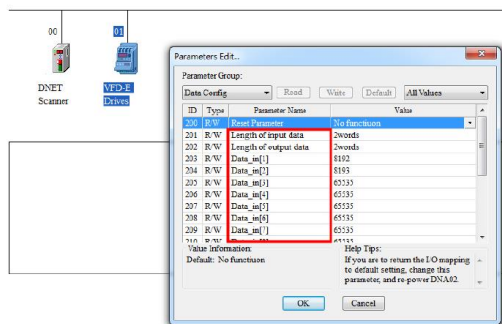 00
01
DNET
Scanner
VFD-E
Drives
Parameters Edit...
Parameter Group:
Data Config
Read
Write
Default
All Values
ID Type Parameter Name Value
200 R/W Reset Parameter No functiuon
201 R/W Length of input data 2words
202 R/W Length of output data 2words
203 R/W Data_in[1] 8192
204 R/W Data_in[2] 8193
205 R/W Data_in[3] 65535
206 R/W Data_in[4] 65535
207 R/W Data_in[5] 65535
208 R/W Data_in[6] 65535
209 R/W Data_in[7] 65535
210 R/W
Value Information:
Default: No functiuon
Help Tips:
If you are to return the I/O mapping
to default setting, change this
parameter, and re-power DNA02.
OK
Cancel